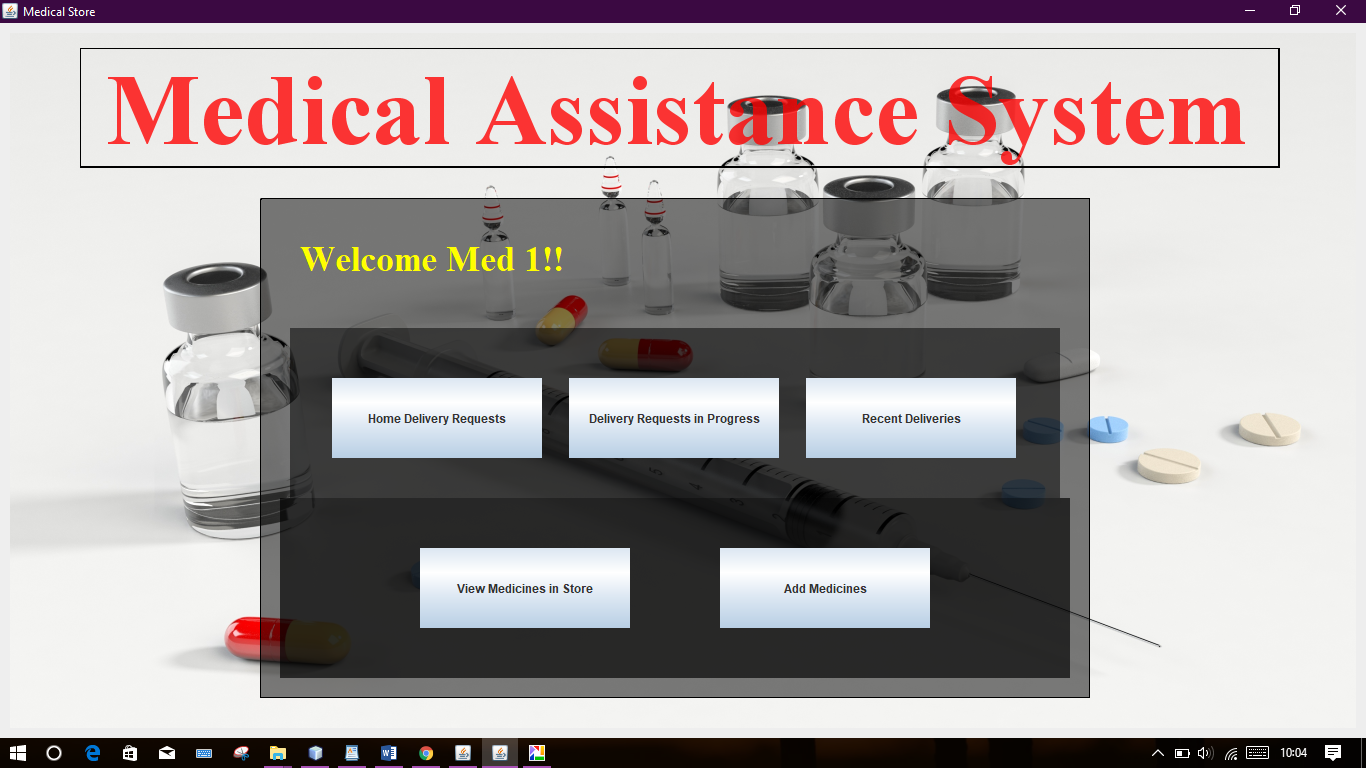 Medical Store
Medical Assistance System
Welcome Med 1!!
Home Delivery Requests
Delivery Requests in Progress
Recent Deliveries
View Medicines in Store
Add Medicines
10:04